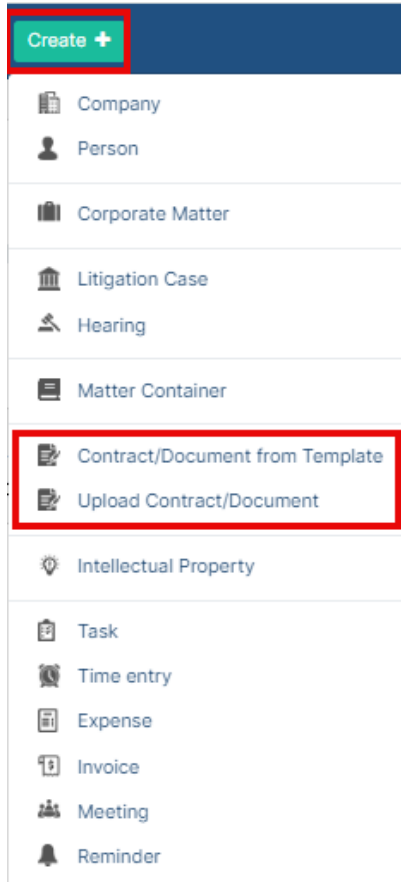 Create +
Company
Person
Corporate Matter
Litigation Case
Hearing
Matter Container
Contract/Document from Template
Upload Contract/Document
Intellectual Property
Task
Time entry
Expense
Invoice
Meeting
Reminder